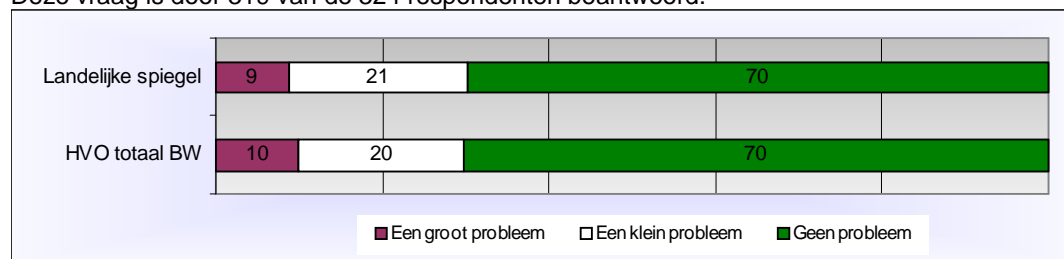 Landelijke spiegel 9 21 70
HVO totaal BW 10 20 70
Een groot probleem Een klein probleem Geen probleem